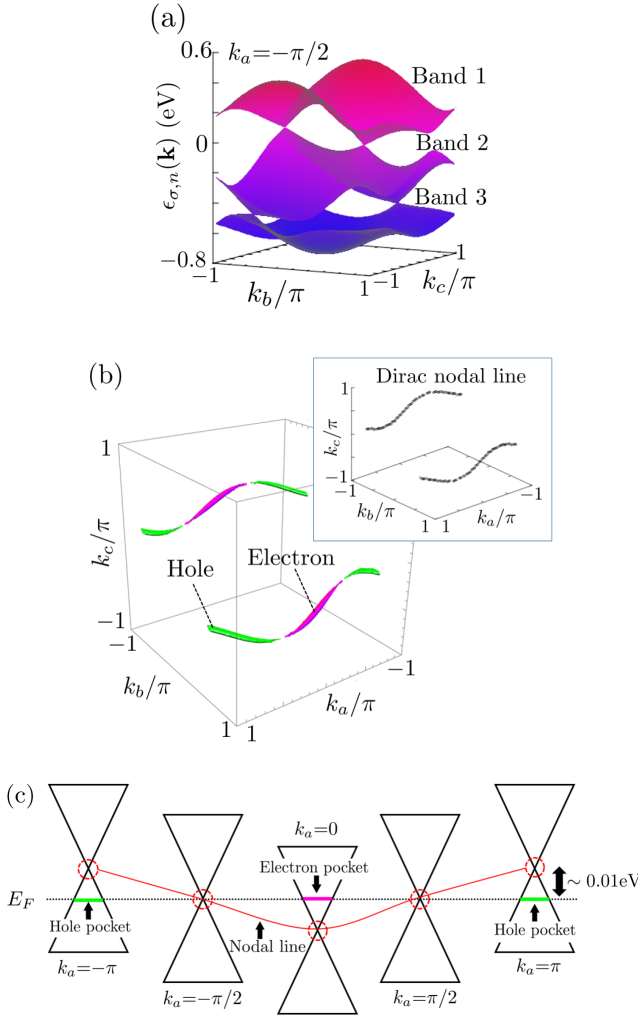 (a)
0.6
k_a=−π/2
Band 1
ϵ_{σ,n}(𝐤) (eV)
0
Band 2
Band 3
−0.8
−1
1
k_b/π
1
−1
k_c/π
(b)
Dirac nodal line
1
k_c/π
−1
−1
k_b/π
1
1
k_a/π
−1
1
k_c/π
Hole
Electron
−1
−1
k_b/π
1
1
k_a/π
−1
(c)
k_a=0
Electron pocket
∼ 0.01eV
E_F
Hole pocket
Nodal line
Hole pocket
k_a=−π
k_a=−π/2
k_a=π/2
k_a=π